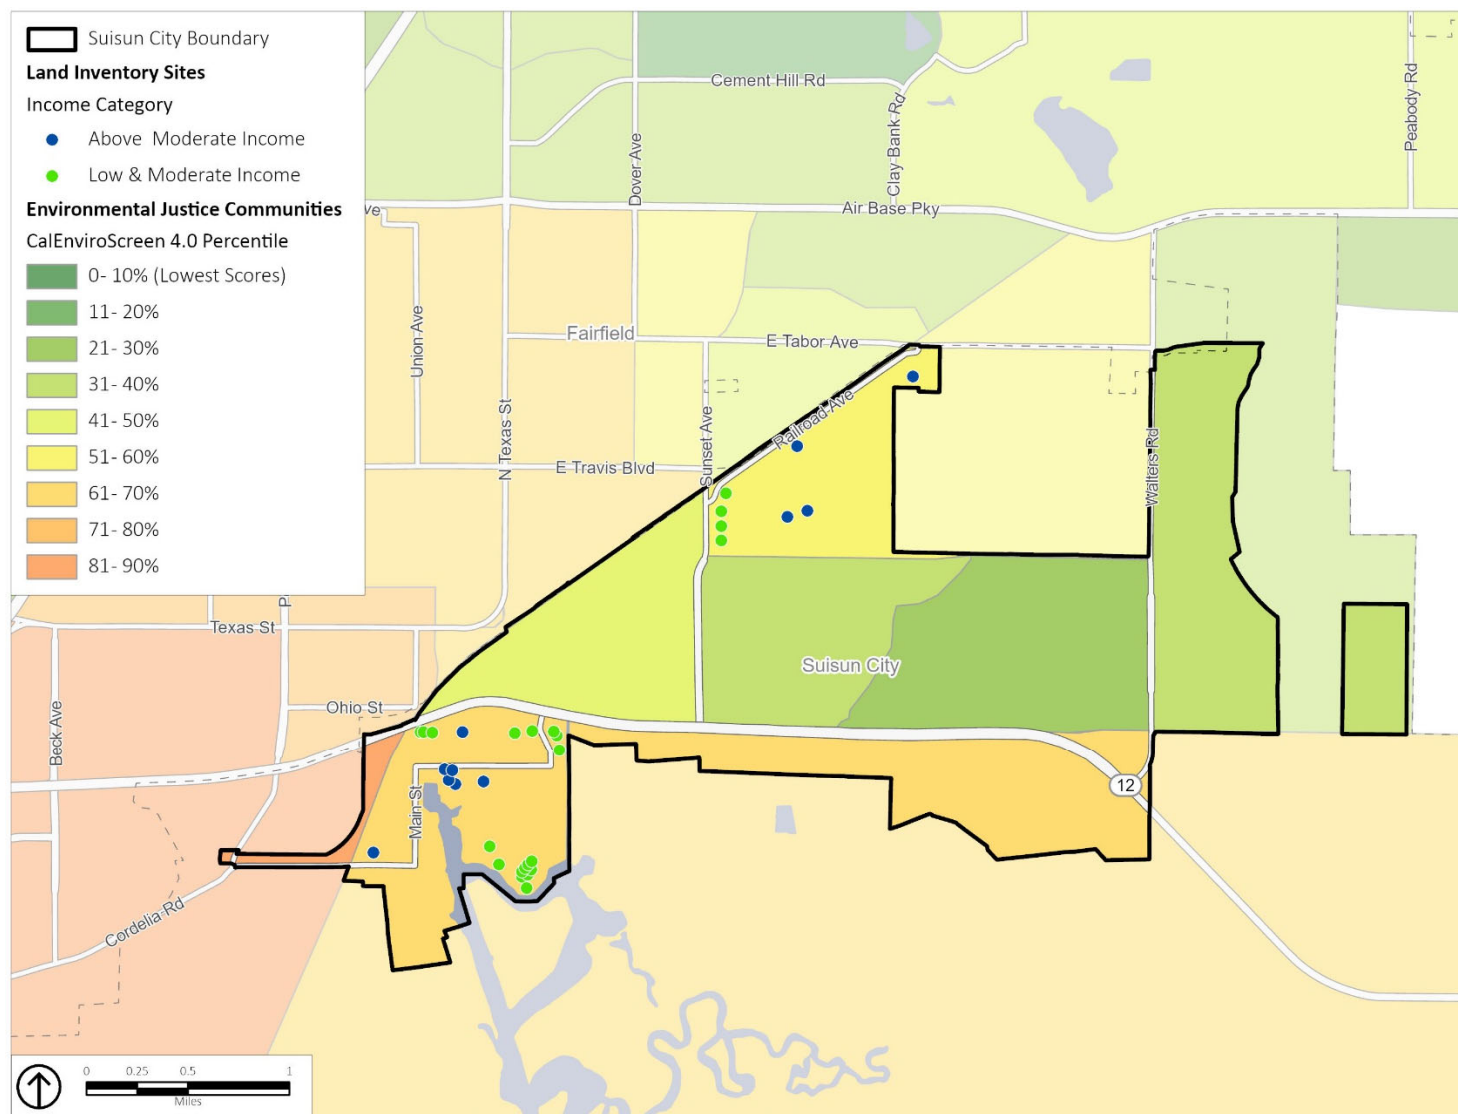 Suisun City Boundary
Land Inventory Sites
Income Category
Above Moderate Income
Low & Moderate Income
Environmental Justice Communities
CalEnviroScreen 4.0 Percentile
0- 10% (Lowest Scores)
11- 20%
21- 30%
31- 40%
41- 50%
51- 60%
61- 70%
71- 80%
81- 90%
Cement Hill Rd
Clay Bank Rd
Peabody Rd
Dover Ave
Air Base Pky
Union Ave
Fairfield
E Tabor Ave
N Texas St
Sunset Ave
Railroad Ave
E Travis Blvd
Walters Rd
Texas St
Suisun City
Ohio St
Beck Ave
Main St
12
Cordelia Rd
0 0.25 0.5 1
Miles